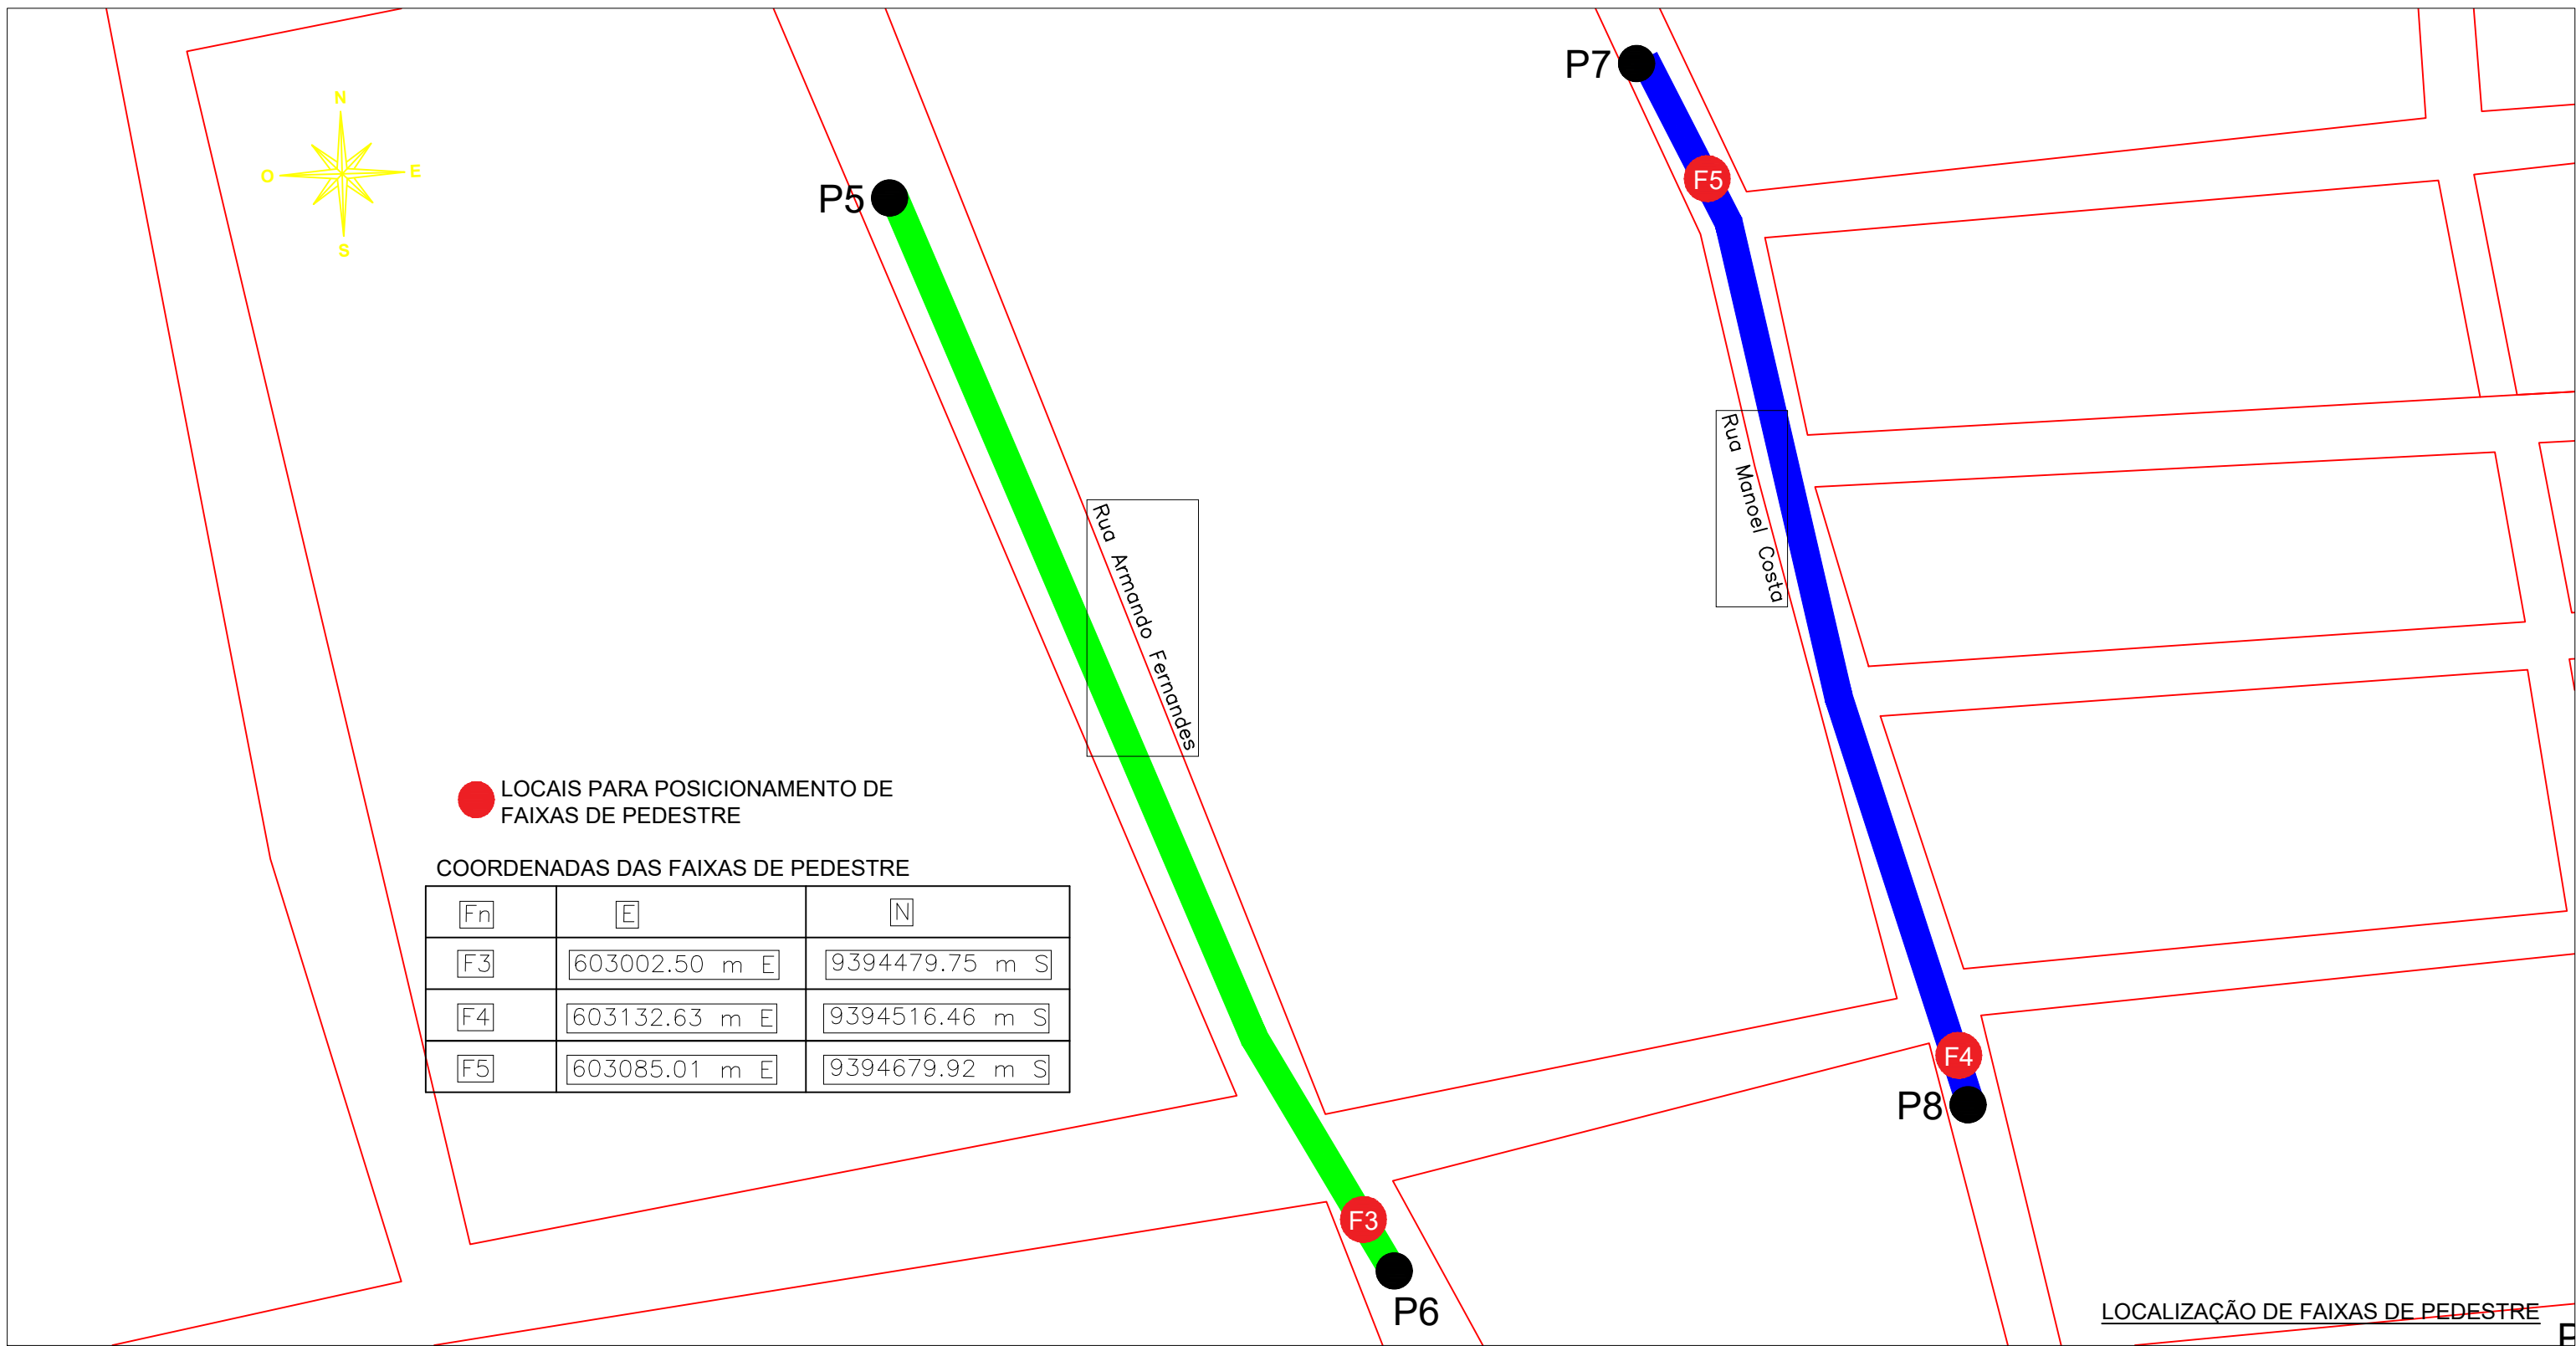 P7
N
O
E
S
P5
F5
Rua Manoel Costa
Rua Armando Fernandes
LOCAIS PARA POSICIONAMENTO DE
FAIXAS DE PEDESTRE
COORDENADAS DAS FAIXAS DE PEDESTRE
Fn E N
F3 603002.50 m E 9394479.75 m S
F4 603132.63 m E 9394516.46 m S
F5 603085.01 m E 9394679.92 m S
F4
P8
F3
P6
LOCALIZAÇÃO DE FAIXAS DE PEDESTRE